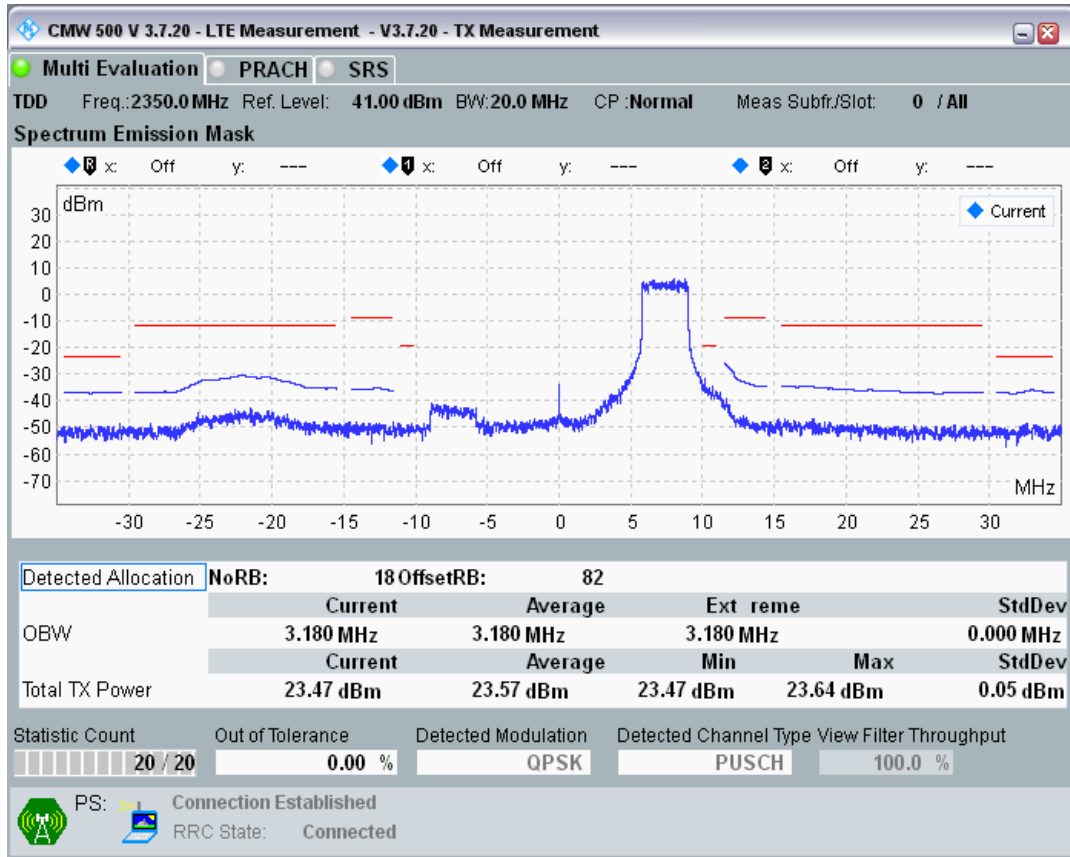 CMW 500 V 3.7.20 - LTE Measurement - V3.7.20 - TX Measurement
Multi Evaluation PRACH SRS
TDD Freq.:2350.0 MHz Ref. Level: 41.00 dBm BW:20.0 MHz CP :Normal Meas Subfr./Slot: 0 / All
Spectrum Emission Mask
R x: Off y: --- 1 x: Off y: --- 2 x: Off y: ---
dBm
Current
30
20
10
0
-10
-20
-30
-40
-50
-60
-70
MHz
-30 -25 -20 -15 -10 -5 0 5 10 15 20 25 30
Detected Allocation NoRB: 18 OffsetRB: 82
Current Average Ext reme StdDev
OBW 3.180 MHz 3.180 MHz 3.180 MHz 0.000 MHz
Current Average Min Max StdDev
Total TX Power 23.47 dBm 23.57 dBm 23.47 dBm 23.64 dBm 0.05 dBm
Statistic Count Out of Tolerance Detected Modulation Detected Channel Type View Filter Throughput
20 / 20 0.00 % QPSK PUSCH 100.0 %
PS: Connection Established
RRC State: Connected